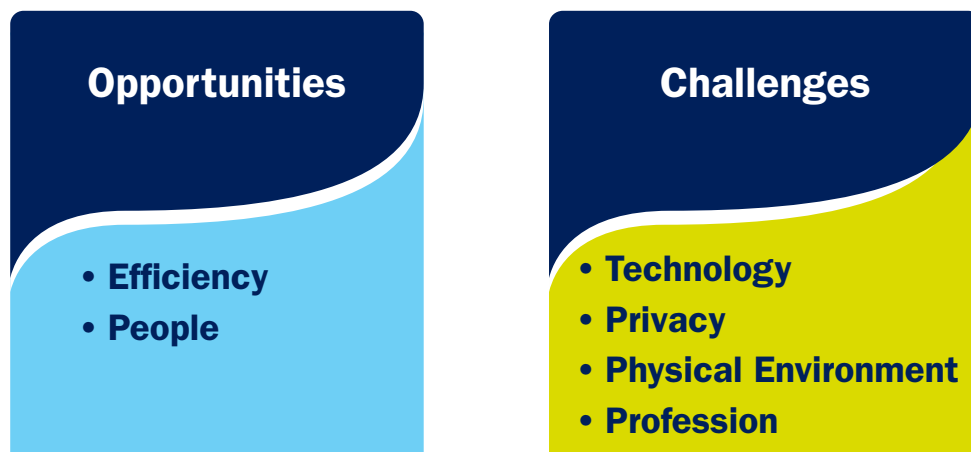 Opportunities
• Efficiency
• People
Challenges
• Technology
• Privacy
• Physical Environment
• Profession